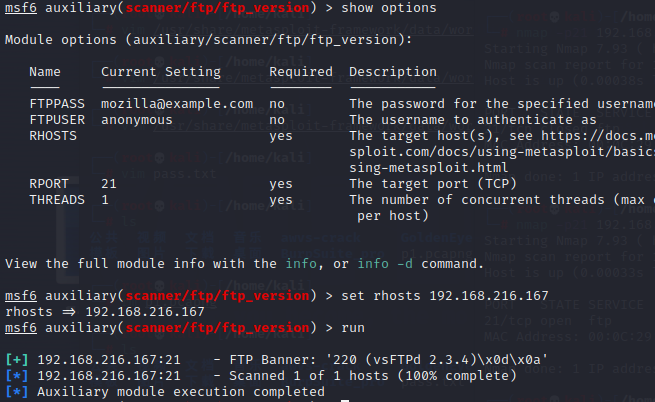 msf6 auxiliary(scanner/ftp/ftp_version) > show options
Module options (auxiliary/scanner/ftp/ftp_version):
Name Current Setting Required Description
FTPPASS mozilla@example.com no The password for the specified username
FTPUSER anonymous no The username to authenticate as
RHOSTS yes The target host(s), see https://docs.me
sploit.com/docs/using-metasploit/basics
sing-metasploit.html
RPORT 21 yes The target port (TCP)
THREADS 1 yes The number of concurrent threads (max
per host)
View the full module info with the info, or info -d command.
msf6 auxiliary(scanner/ftp/ftp_version) > set rhosts 192.168.216.167
rhosts => 192.168.216.167
msf6 auxiliary(scanner/ftp/ftp_version) > run
[+] 192.168.216.167:21 - FTP Banner: '220 (vsFTPd 2.3.4)\x0d\x0a'
[*] 192.168.216.167:21 - Scanned 1 of 1 hosts (100% complete)
[*] Auxiliary module execution completed